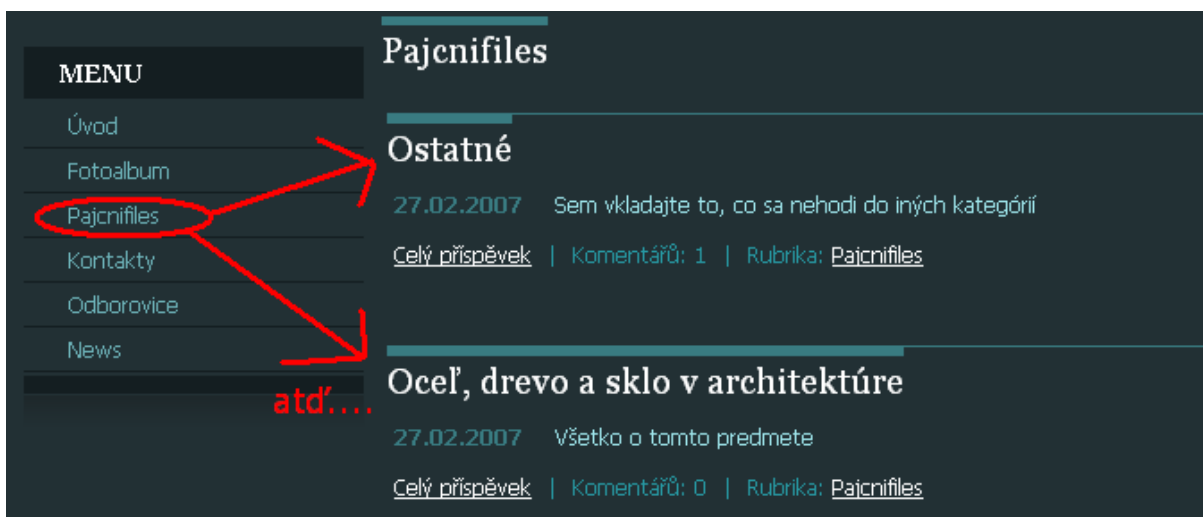 MENU
Úvod
Fotoalbum
Pajcnifiles
Kontakty
Odborovice
News
atď....
Pajcnifiles
Ostatné
27.02.2007 Sem vkladajte to, co sa nehodi do iných kategórií
Celý příspěvek | Komentářů: 1 | Rubrika: Pajcnifiles
Oceľ, drevo a sklo v architektúre
27.02.2007 Všetko o tomto predmete
Celý příspěvek | Komentářů: 0 | Rubrika: Pajcnifiles